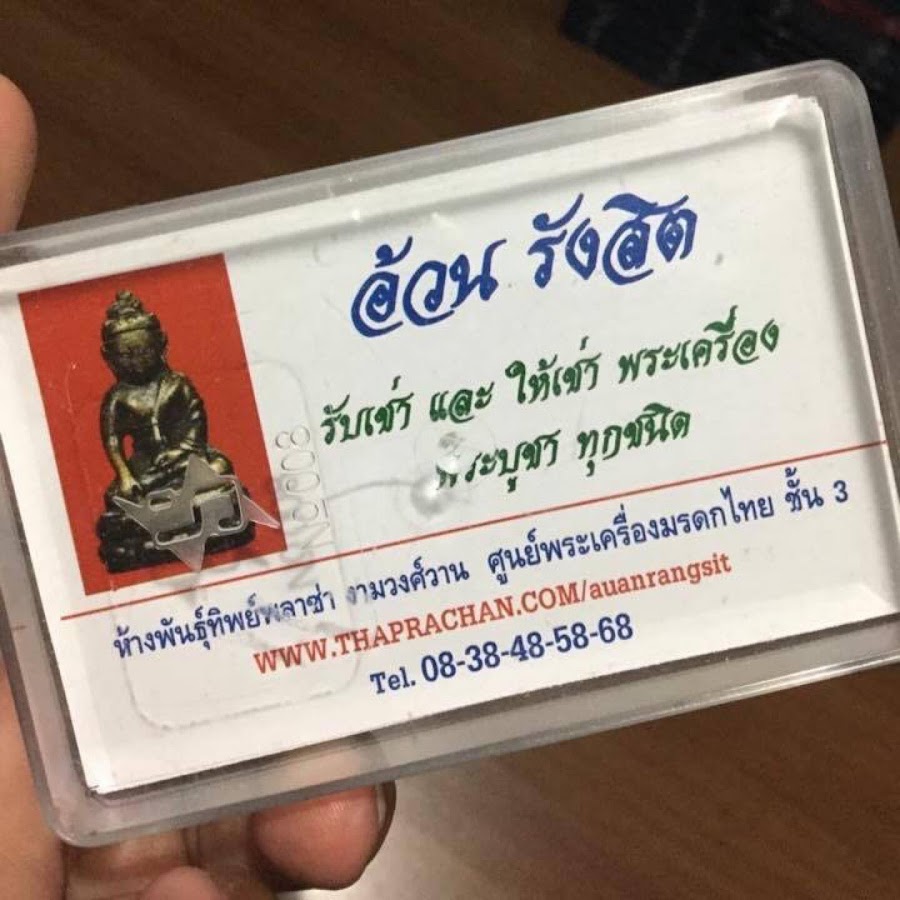 อ้วน รังสิต
รับเช่า และ ให้เช่า พระเครื่อง
พระบูชา ทุกชนิด
ห้างพันธุ์ทิพย์พลาซ่า งามวงศ์วาน ศูนย์พระเครื่องมรดกไทย ชั้น 3
WWW.THAPRACHAN.COM/auanrangsit
Tel. 08-38-48-58-68